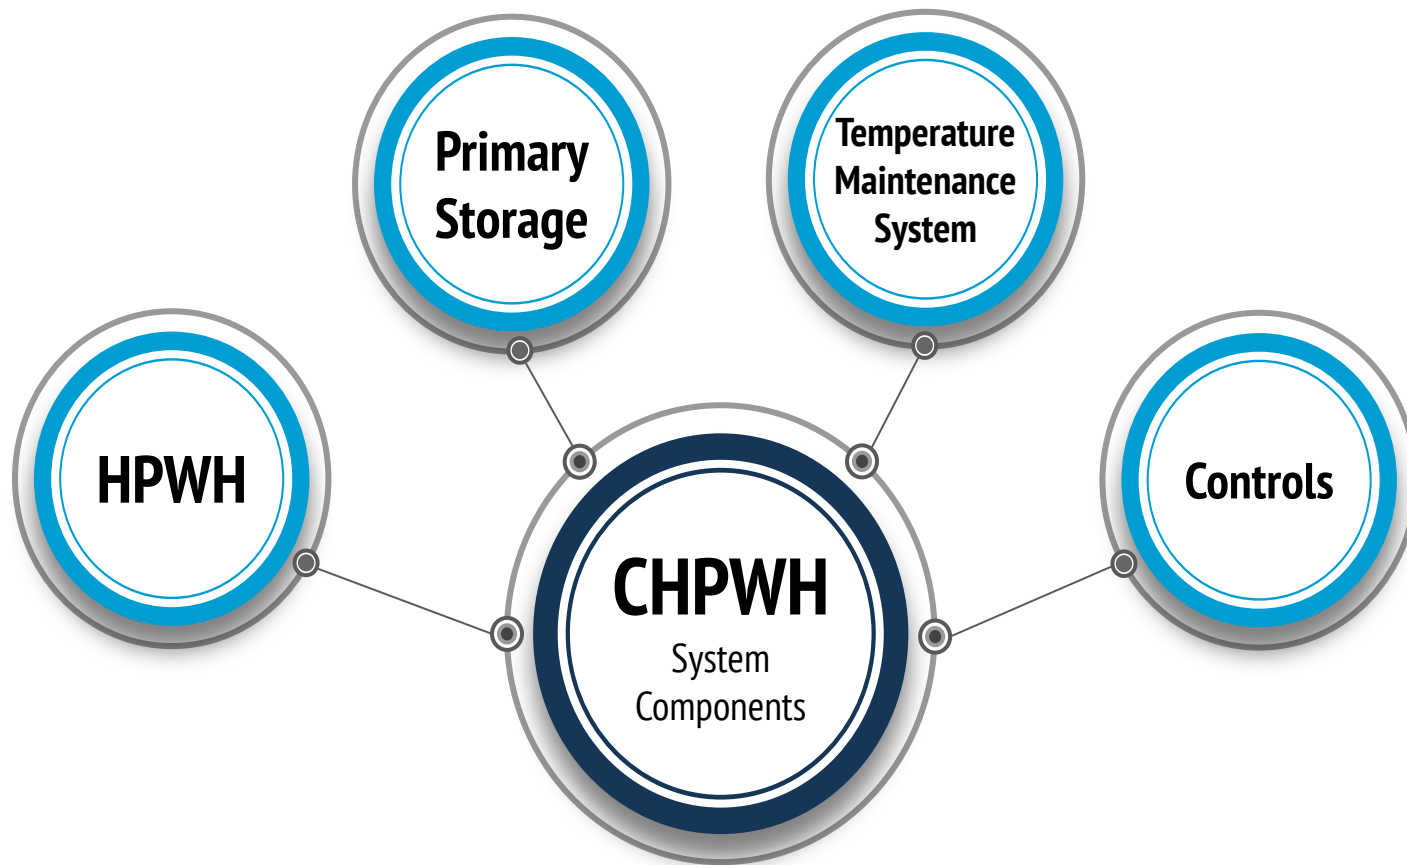 Primary
Storage
Temperature
Maintenance
System
HPWH
Controls
CHPWH
System
Components